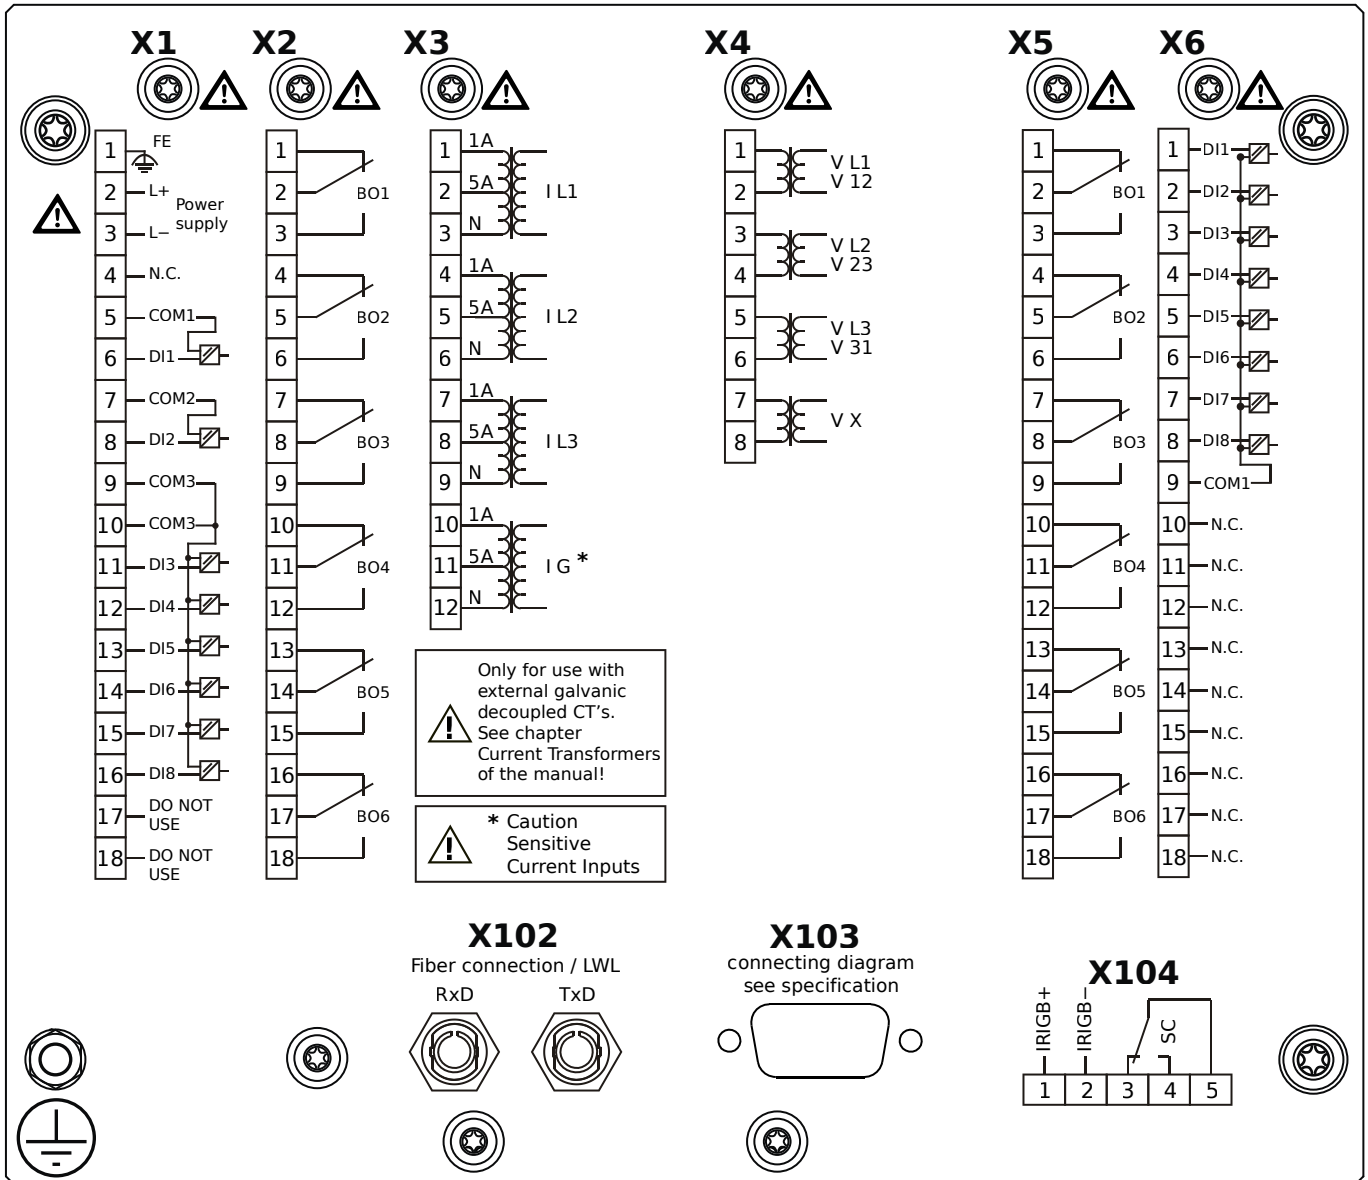 X1
X2
X3
X4
X5
X6
1 FE
2 L+
Power
supply
3 L−
4 N.C.
5 COM1
6 DI1
7 COM2
8 DI2
9 COM3
10 COM3
11 DI3
12 DI4
13 DI5
14 DI6
15 DI7
16 DI8
17 DO NOT
USE
18 DO NOT
USE
1
2 BO1
3
4
5 BO2
6
7
8 BO3
9
10
11 BO4
12
13
14 BO5
15
16
17 BO6
18
1 1A
2 5A I L1
3 N
4 1A
5 5A I L2
6 N
7 1A
8 5A I L3
9 N
10 1A
11 5A I G *
12 N
Only for use with
external galvanic
decoupled CT's.
See chapter
Current Transformers
of the manual!
* Caution
Sensitive
Current Inputs
1 V L1
2 V 12
3 V L2
4 V 23
5 V L3
6 V 31
7 V X
8
1
2 BO1
3
4
5 BO2
6
7
8 BO3
9
10
11 BO4
12
13
14 BO5
15
16
17 BO6
18
1 DI1
2 DI2
3 DI3
4 DI4
5 DI5
6 DI6
7 DI7
8 DI8
9 COM1
10 N.C.
11 N.C.
12 N.C.
13 N.C.
14 N.C.
15 N.C.
16 N.C.
17 N.C.
18 N.C.
X102
Fiber connection / LWL
RxD TxD
X103
connecting diagram
see specification
X104
IRIGB+
IRIGB−
SC
1 2 3 4 5